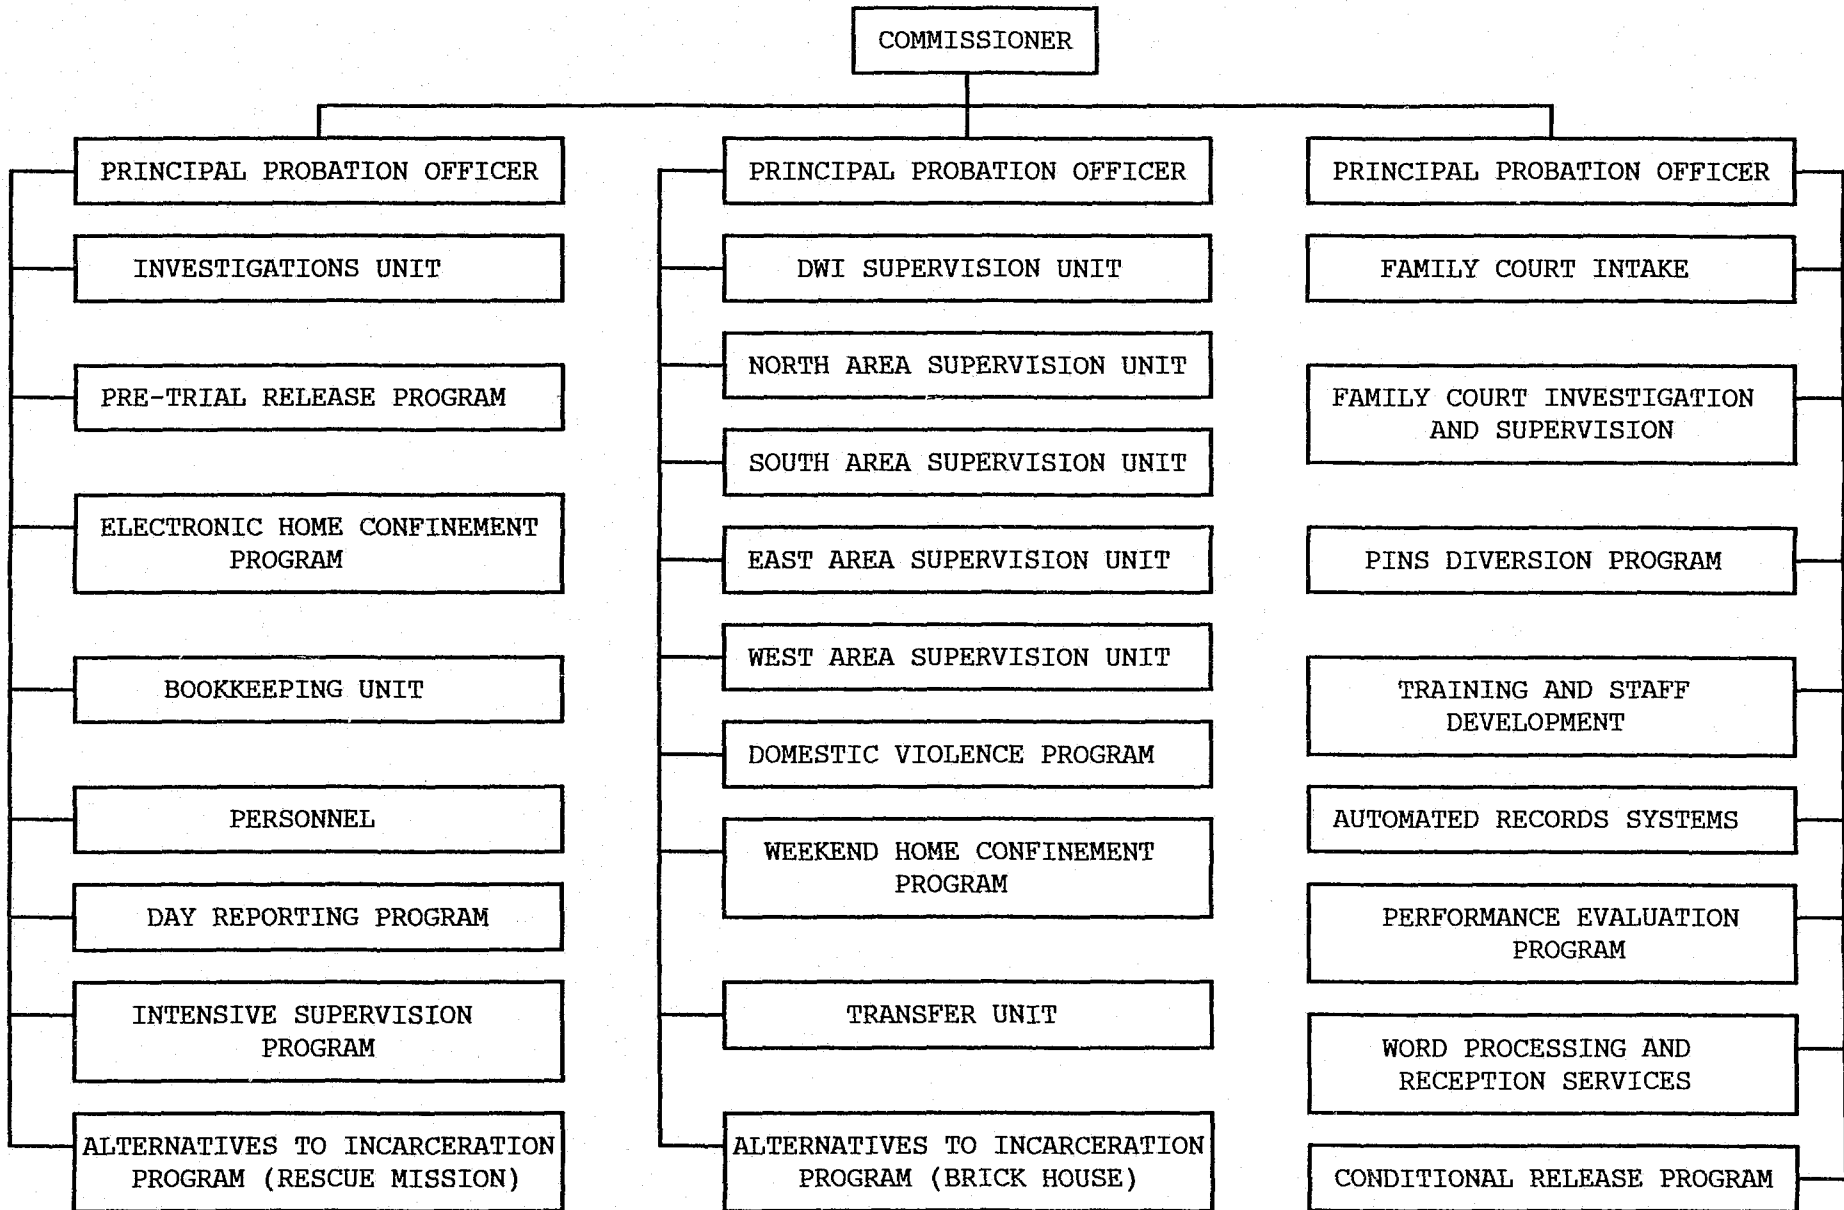 COMMISSIONER
PRINCIPAL PROBATION OFFICER
INVESTIGATIONS UNIT
PRE-TRIAL RELEASE PROGRAM
ELECTRONIC HOME CONFINEMENT
PROGRAM
BOOKKEEPING UNIT
PERSONNEL
DAY REPORTING PROGRAM
INTENSIVE SUPERVISION
PROGRAM
ALTERNATIVES TO INCARCERATION
PROGRAM (RESCUE MISSION)
PRINCIPAL PROBATION OFFICER
DWI SUPERVISION UNIT
NORTH AREA SUPERVISION UNIT
SOUTH AREA SUPERVISION UNIT
EAST AREA SUPERVISION UNIT
WEST AREA SUPERVISION UNIT
DOMESTIC VIOLENCE PROGRAM
WEEKEND HOME CONFINEMENT
PROGRAM
TRANSFER UNIT
ALTERNATIVES TO INCARCERATION
PROGRAM (BRICK HOUSE)
PRINCIPAL PROBATION OFFICER
FAMILY COURT INTAKE
FAMILY COURT INVESTIGATION
AND SUPERVISION
PINS DIVERSION PROGRAM
TRAINING AND STAFF
DEVELOPMENT
AUTOMATED RECORDS SYSTEMS
PERFORMANCE EVALUATION
PROGRAM
WORD PROCESSING AND
RECEPTION SERVICES
CONDITIONAL RELEASE PROGRAM